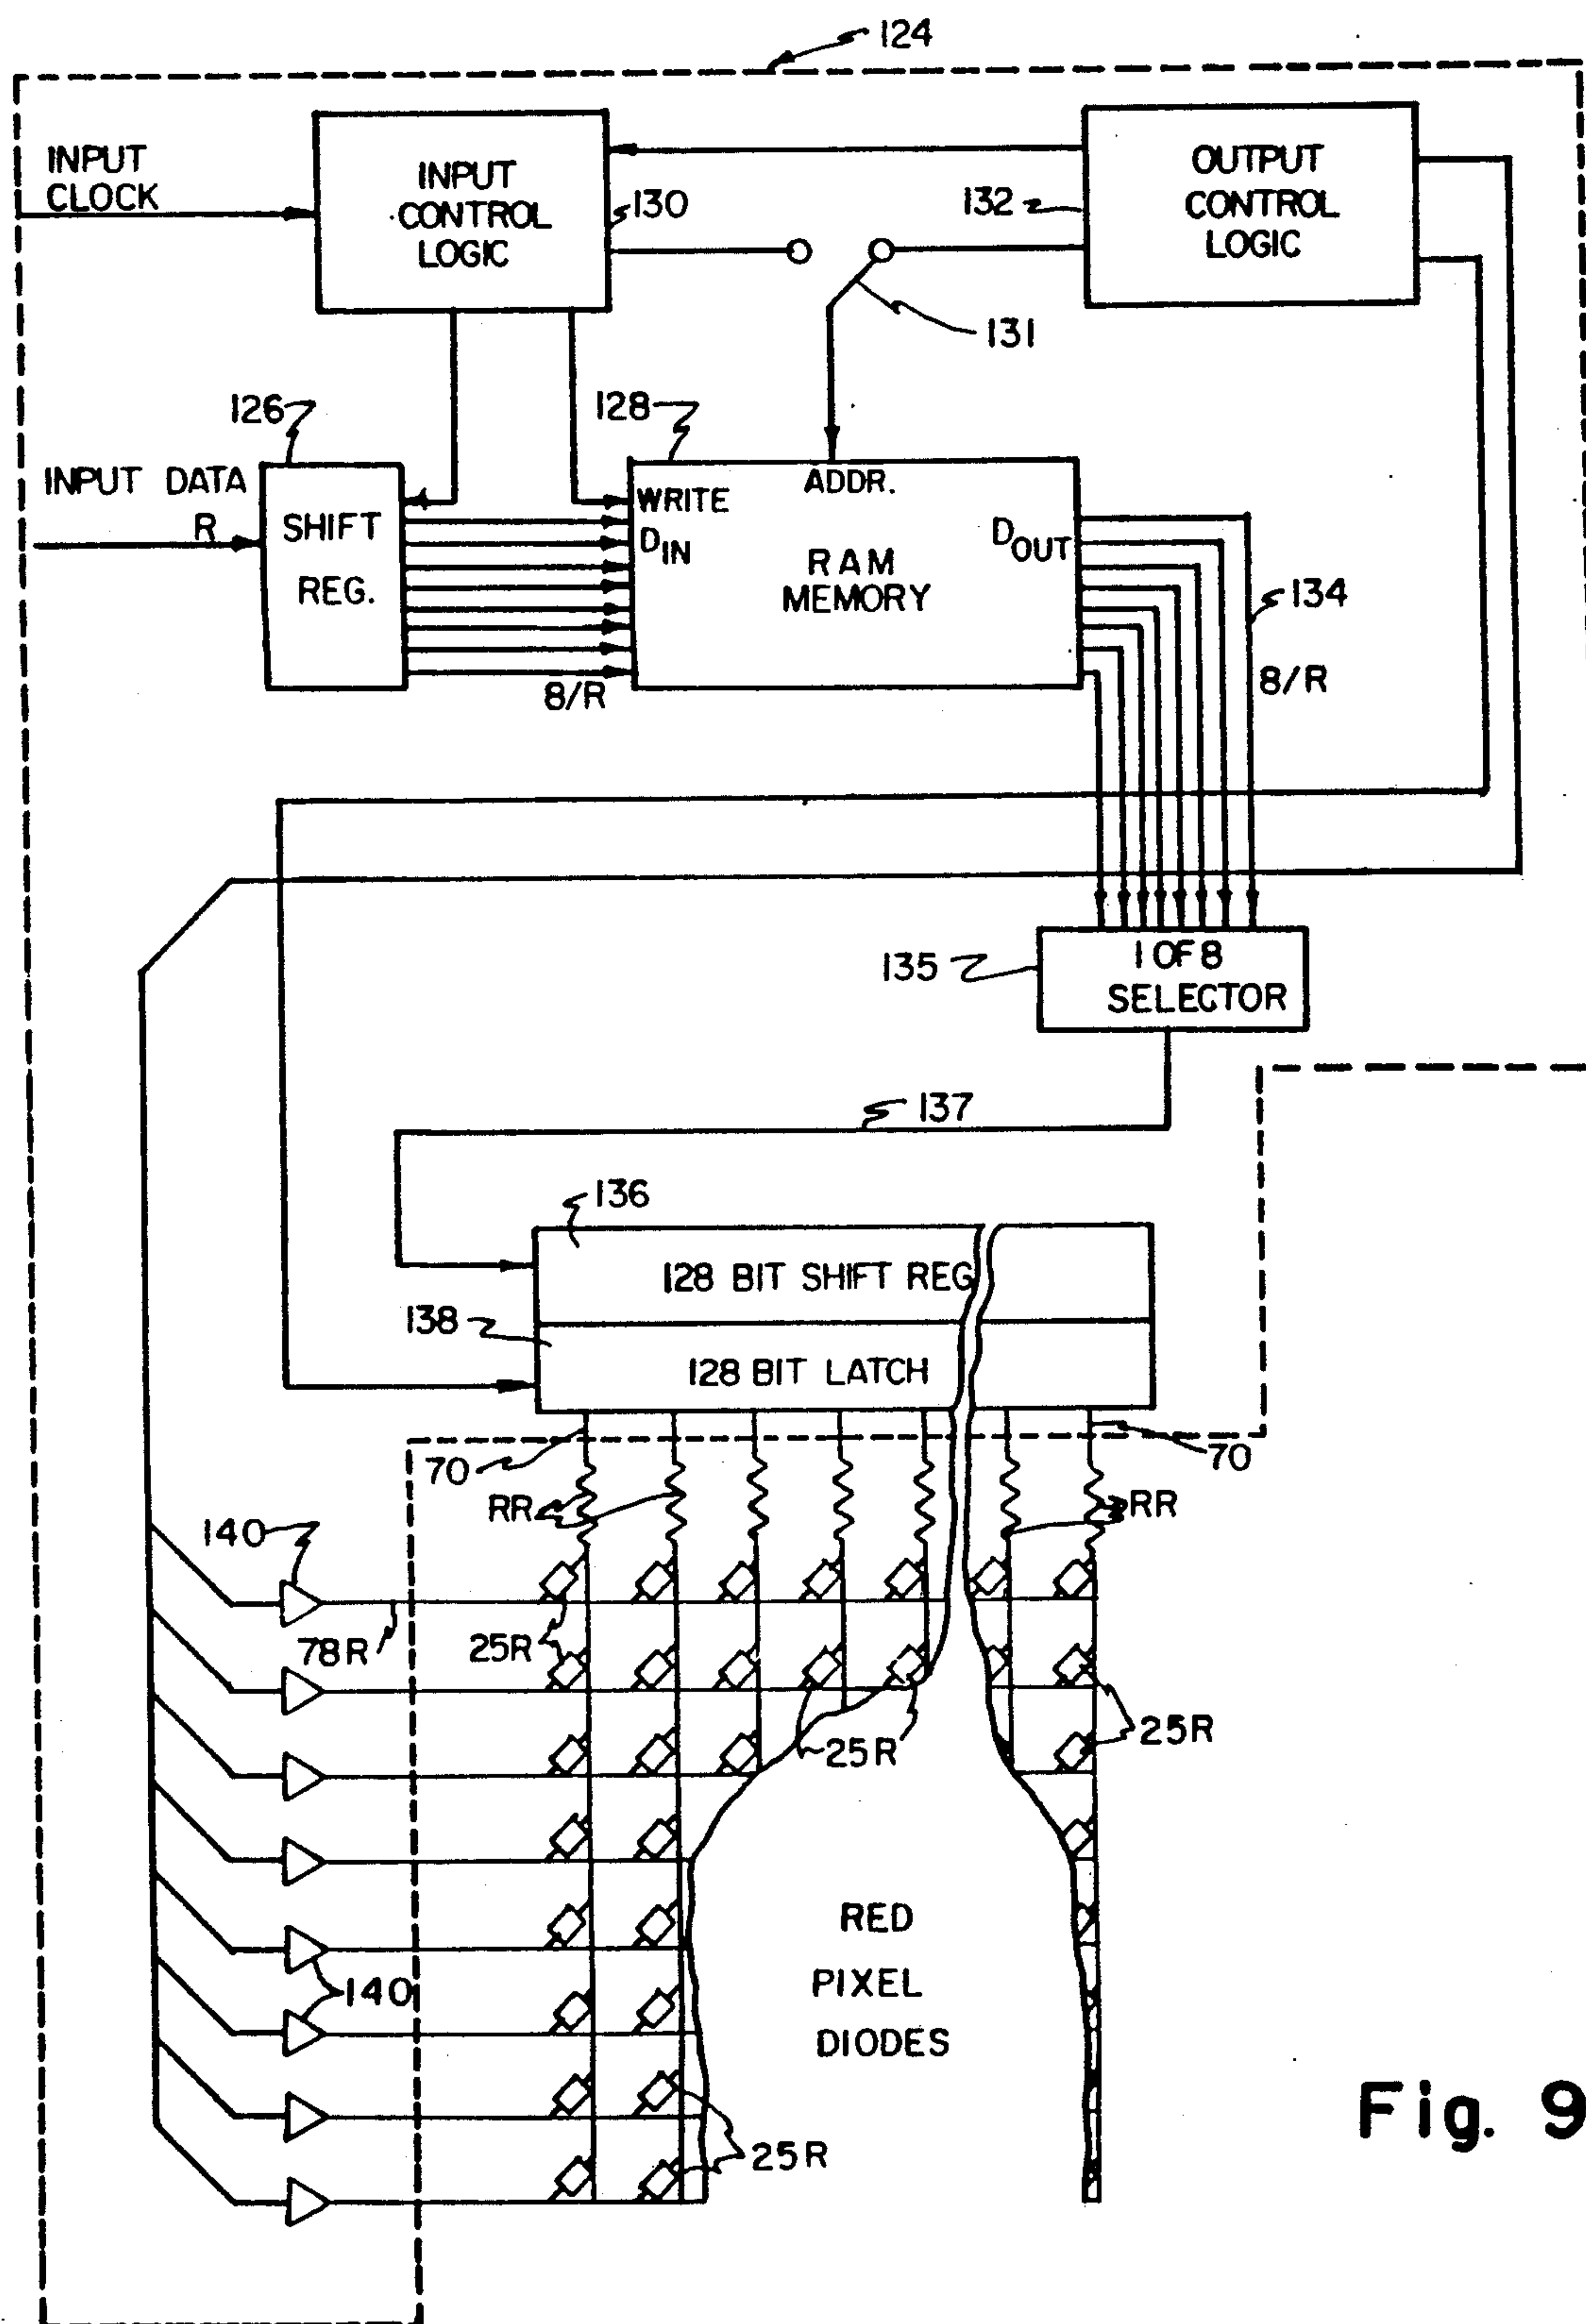 124
INPUT
CLOCK
INPUT
CONTROL
LOGIC
130
132
OUTPUT
CONTROL
LOGIC
131
126
128
INPUT DATA
R
SHIFT
REG.
WRITE
DIN
ADDR.
RAM
MEMORY
DOUT
134
8/R
8/R
135
1 OF 8
SELECTOR
137
136
128 BIT SHIFT REG
138
128 BIT LATCH
70
70
RR
RR
140
78R
25R
25R
25R
RED
PIXEL
DIODES
140
25R
Fig. 9